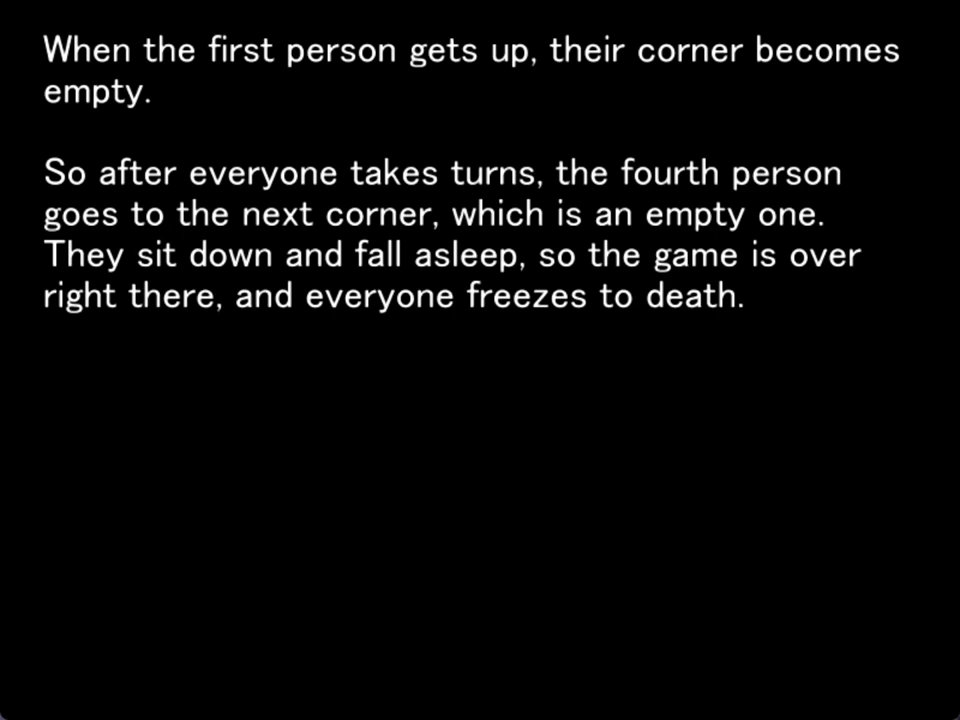 When the first person gets up, their corner becomes
empty.
So after everyone takes turns, the fourth person
goes to the next corner, which is an empty one.
They sit down and fall asleep, so the game is over
right there, and everyone freezes to death.